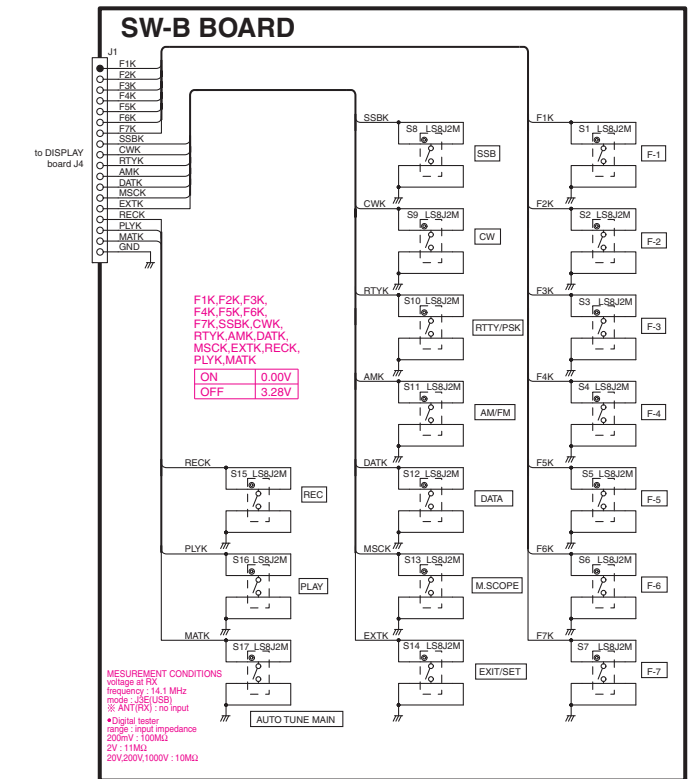 SW-B BOARD
J1
F1K
F2K
F3K
F4K
F5K
F6K
F7K
SSBK
CWK
RTYK
AMK
DATK
MSCK
EXTK
RECK
PLYK
MATK
GND
to DISPLAY
board J4
F1K,F2K,F3K,
F4K,F5K,F6K,
F7K,SSBK,CWK,
RTYK,AMK,DATK,
MSCK,EXTK,RECK,
PLYK,MATK
ON 0.00V
OFF 3.28V
RECK
S15 LS8J2M
REC
PLYK
S16 LS8J2M
PLAY
MATK
S17 LS8J2M
AUTO TUNE MAIN
SSBK
S8 LS8J2M
SSB
CWK
S9 LS8J2M
CW
RTYK
S10 LS8J2M
RTTY/PSK
AMK
S11 LS8J2M
AM/FM
DATK
S12 LS8J2M
DATA
MSCK
S13 LS8J2M
M.SCOPE
EXTK
S14 LS8J2M
EXIT/SET
F1K
S1 LS8J2M
F-1
F2K
S2 LS8J2M
F-2
F3K
S3 LS8J2M
F-3
F4K
S4 LS8J2M
F-4
F5K
S5 LS8J2M
F-5
F6K
S6 LS8J2M
F-6
F7K
S7 LS8J2M
F-7
MESUREMENT CONDITIONS
voltage at RX
frequency : 14.1 MHz
mode : J3E(USB)
※ ANT(RX) : no input
●Digital tester
range : input impedance
200mV : 100MΩ
2V : 11MΩ
20V,200V,1000V : 10MΩ